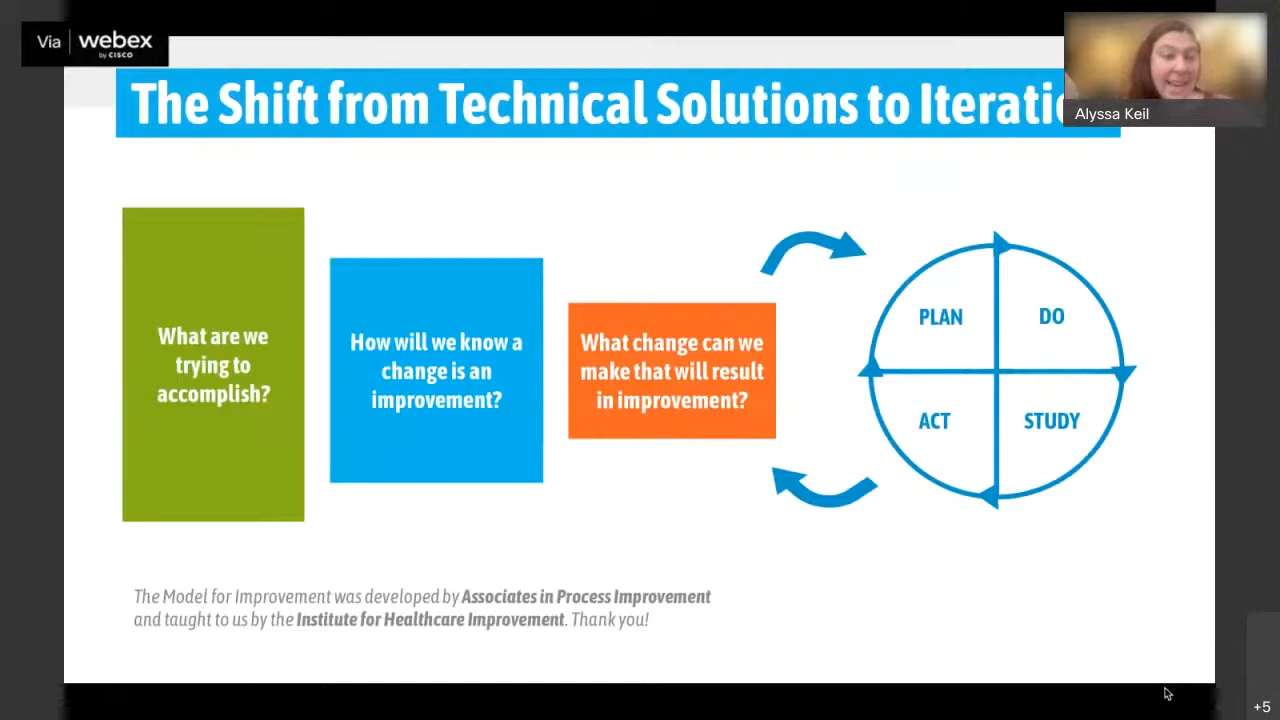 Via webex
by CISCO
The Shift from Technical Solutions to Iteratio
Alyssa Keil
What are we
trying to
accomplish?
How will we know a
change is an
improvement?
What change can we
make that will result
in improvement?
PLAN
DO
ACT
STUDY
The Model for Improvement was developed by Associates in Process Improvement
and taught to us by the Institute for Healthcare Improvement. Thank you!
+5